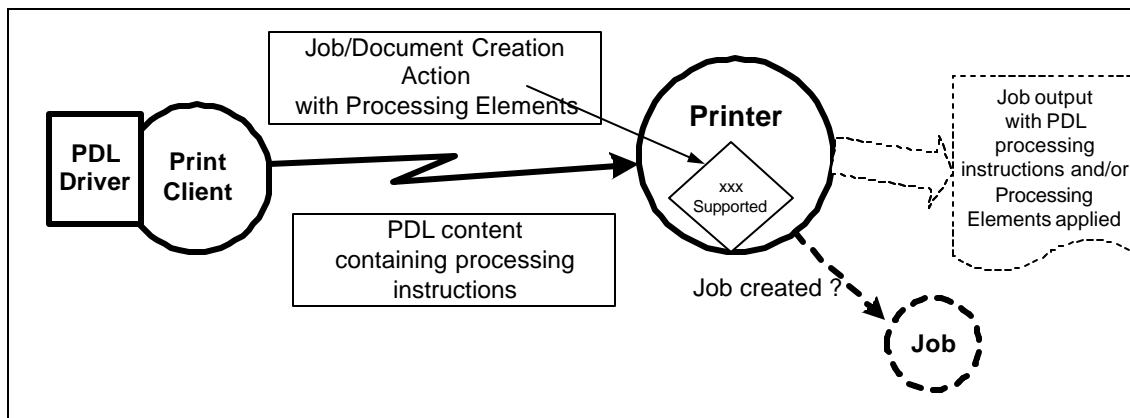 Job/Document Creation
Action
with Processing Elements
PDL
Driver
Print
Client
Printer
xxx
Supported
Job output
with PDL
processing
instructions and/or
Processing
Elements applied
PDL content
containing processing
instructions
Job created ?
Job